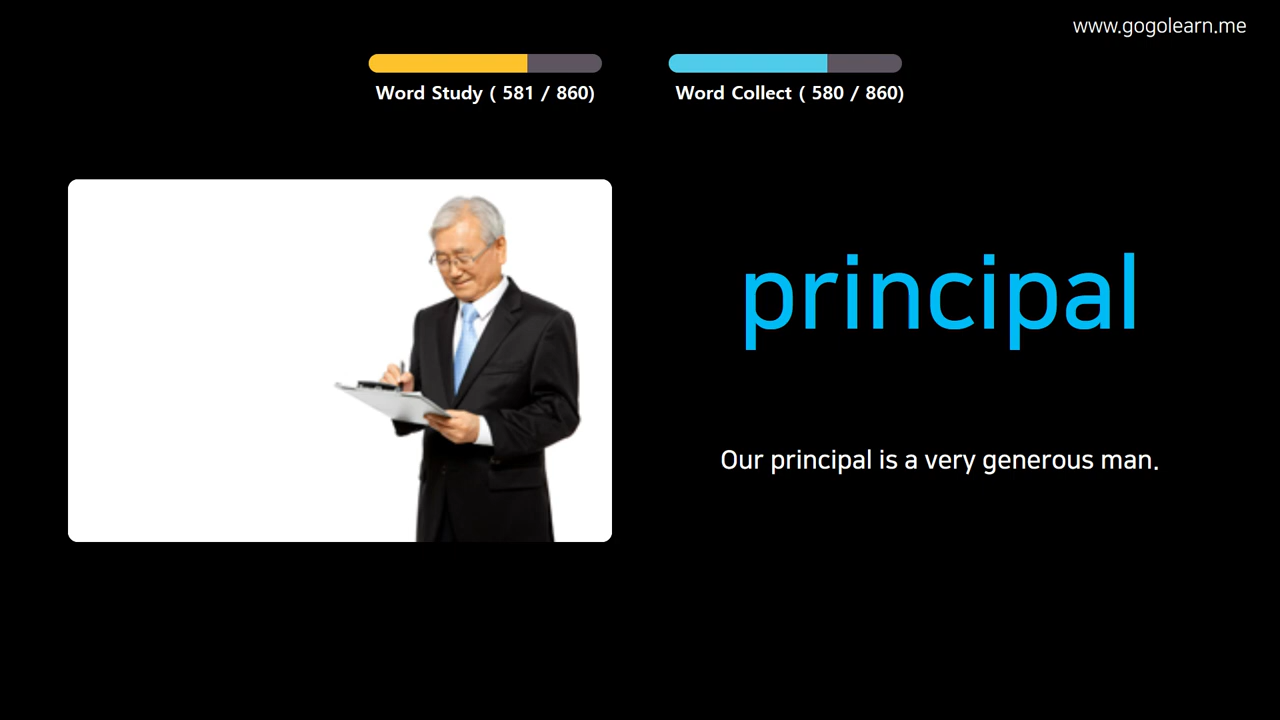 www.gogolearn.me
Word Study ( 581 / 860)
Word Collect ( 580 / 860)
principal
Our principal is a very generous man.